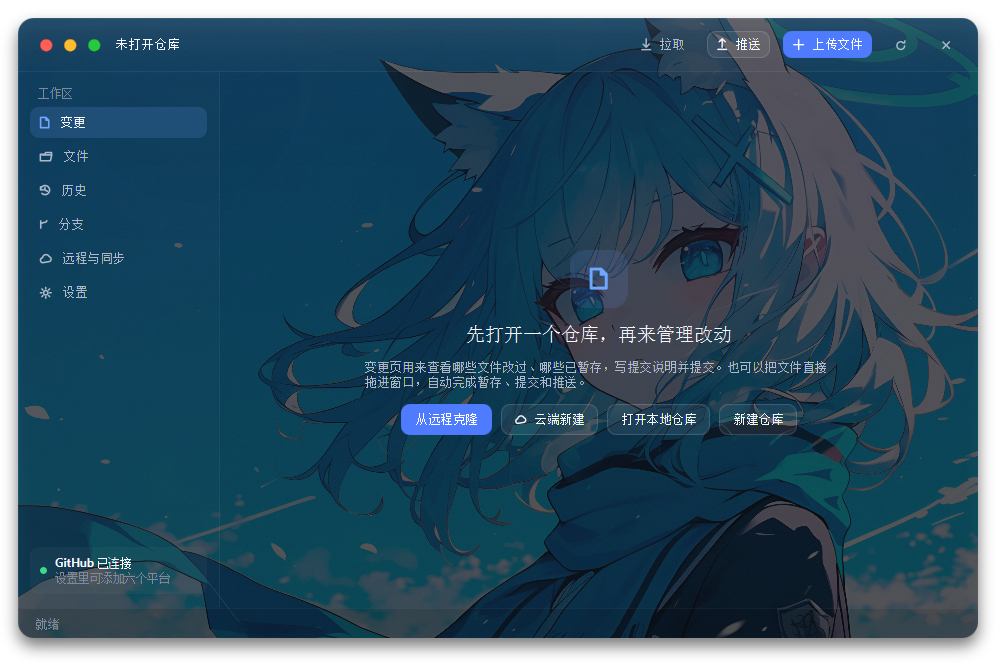 未打开仓库
拉取
推送
上传文件
工作区
变更
文件
历史
分支
远程与同步
设置
先打开一个仓库，再来管理改动
变更页用来查看哪些文件改过、哪些已暂存，写提交说明并提交。也可以把文件直接
拖进窗口，自动完成暂存、提交和推送。
从远程克隆
云端新建
打开本地仓库
新建仓库
GitHub 已连接
设置里可添加六个平台
就绪